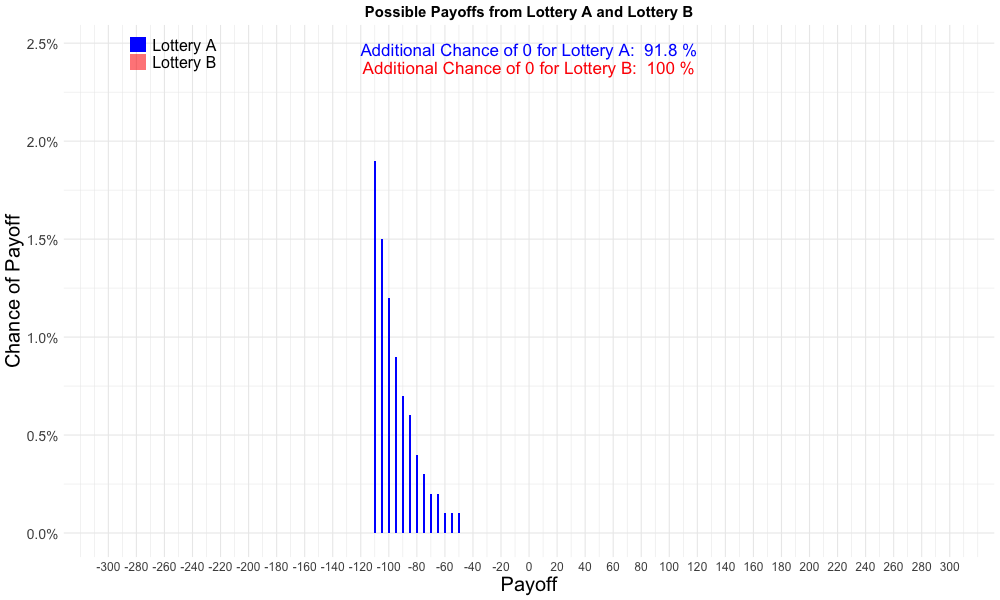 Possible Payoffs from Lottery A and Lottery B
Lottery A
Lottery B
Additional Chance of 0 for Lottery A:  91.8 %
Additional Chance of 0 for Lottery B:  100 %
Chance of Payoff
2.5%
2.0%
1.5%
1.0%
0.5%
0.0%
-300 -280 -260 -240 -220 -200 -180 -160 -140 -120 -100 -80 -60 -40 -20 0 20 40 60 80 100 120 140 160 180 200 220 240 260 280 300
Payoff